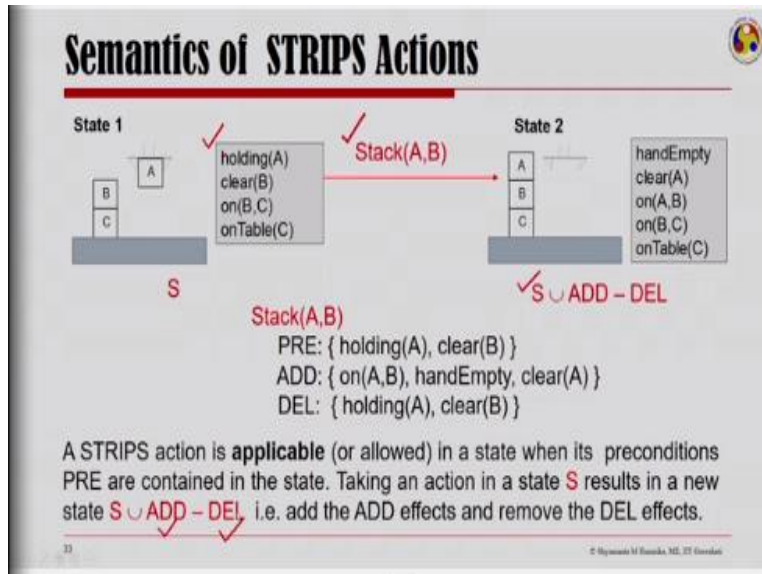 Semantics of STRIPS Actions
State 1
A
B
C
holding(A)
clear(B)
on(B,C)
onTable(C)
Stack(A,B)
State 2
A
B
C
handEmpty
clear(A)
on(A,B)
on(B,C)
onTable(C)
S
S ∪ ADD – DEL
Stack(A,B)
PRE: { holding(A), clear(B) }
ADD: { on(A,B), handEmpty, clear(A) }
DEL: { holding(A), clear(B) }
A STRIPS action is applicable (or allowed) in a state when its preconditions
PRE are contained in the state. Taking an action in a state S results in a new
state S ∪ ADD – DEL i.e. add the ADD effects and remove the DEL effects.
33